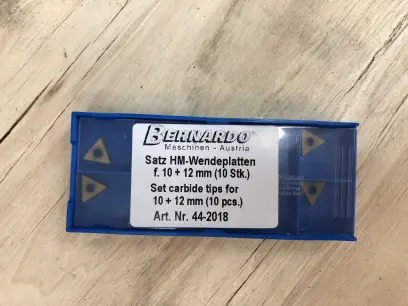 BERNARDO
Maschinen - Austria
Satz HM-Wendeplatten
f. 10 + 12 mm (10 Stk.)
Set carbide tips for
10 + 12 mm (10 pcs.)
Art. Nr. 44-2018